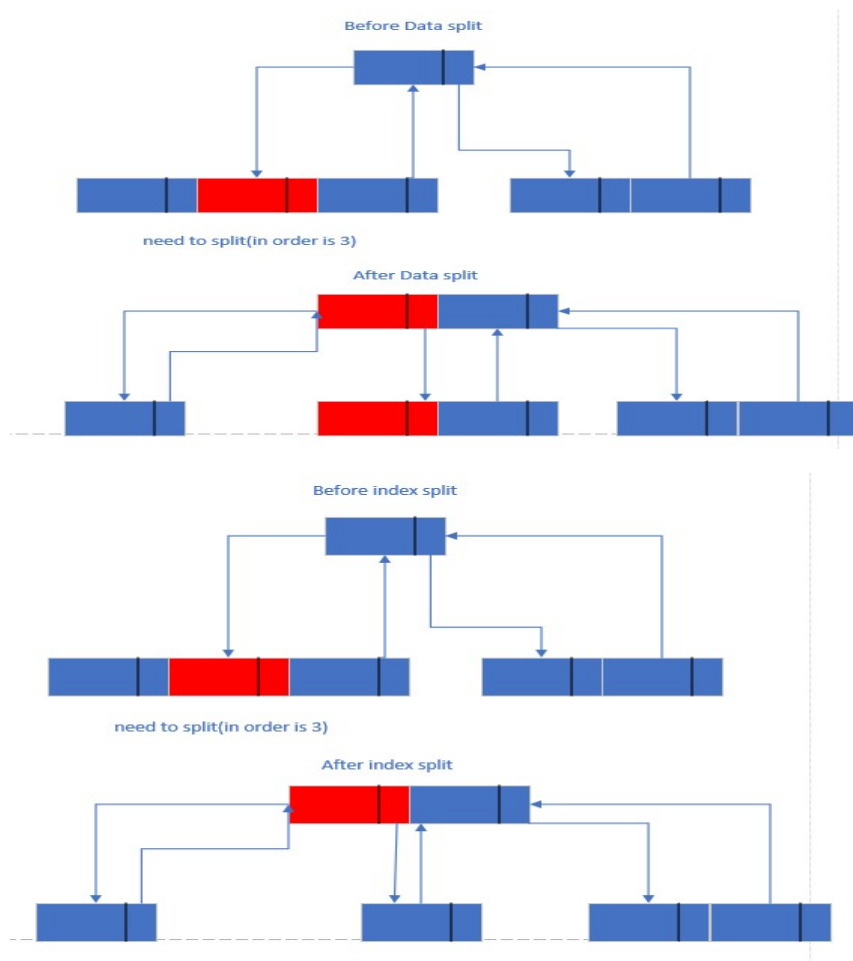 Before Data split
need to split(in order is 3)
After Data split
Before index split
need to split(in order is 3)
After index split